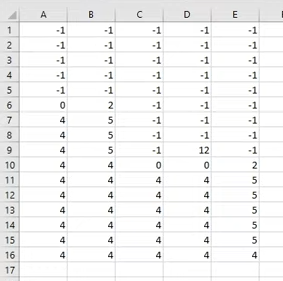 A B C D E
1 -1 -1 -1 -1 -1
2 -1 -1 -1 -1 -1
3 -1 -1 -1 -1 -1
4 -1 -1 -1 -1 -1
5 -1 -1 -1 -1 -1
6 0 2 -1 -1 -1
7 4 5 -1 -1 -1
8 4 5 -1 -1 -1
9 4 5 -1 12 -1
10 4 4 0 0 2
11 4 4 4 4 5
12 4 4 4 4 5
13 4 4 4 4 5
14 4 4 4 4 5
15 4 4 4 4 5
16 4 4 4 4 4
17